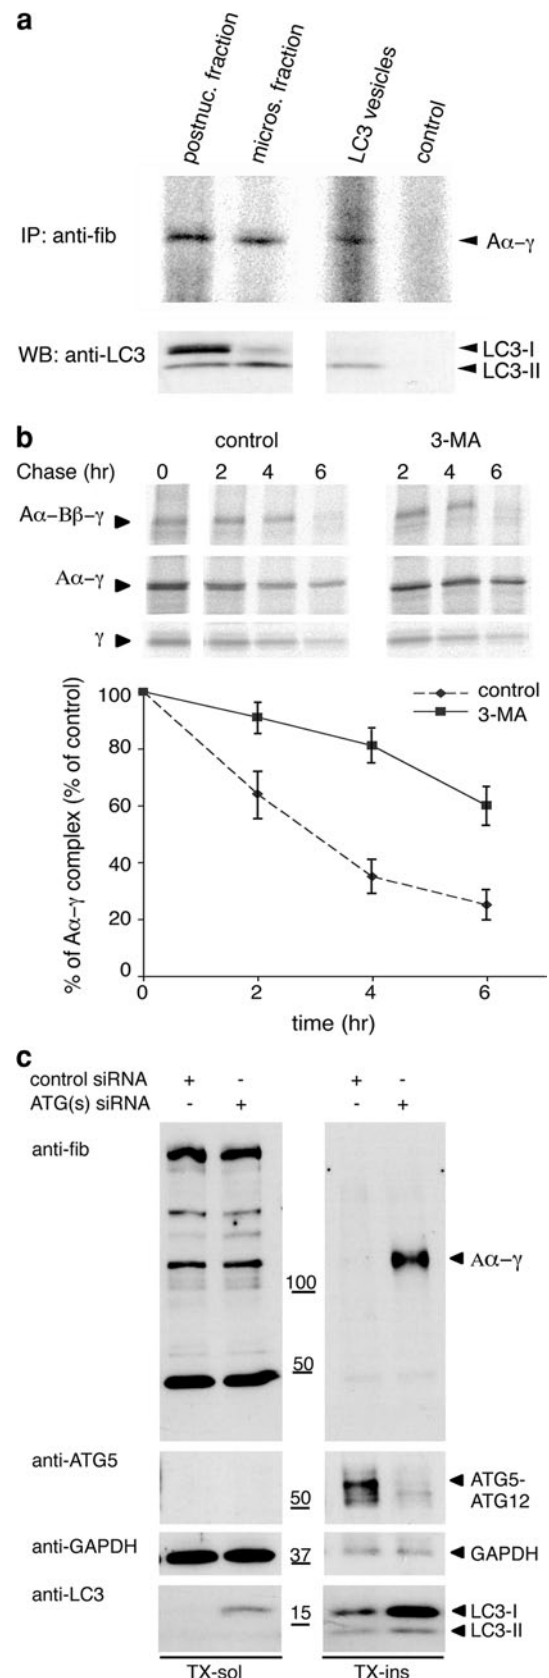 a
postnuc. fraction
micros. fraction
LC3 vesicles
control
IP: anti-fib
Aα-γ
WB: anti-LC3
LC3-I
LC3-II
b
control 3-MA
Chase (hr) 0 2 4 6 2 4 6
Aα-Bβ-γ
Aα-γ
γ
control
3-MA
% of Aα-γ complex (% of control)
100
80
60
40
20
0
0 2 4 6
time (hr)
c
control siRNA + - + -
ATG(s) siRNA - + - +
anti-fib
Aα-γ
100
50
anti-ATG5
ATG5-
ATG12
50
anti-GAPDH
37
GAPDH
anti-LC3
15
LC3-I
LC3-II
TX-sol TX-ins